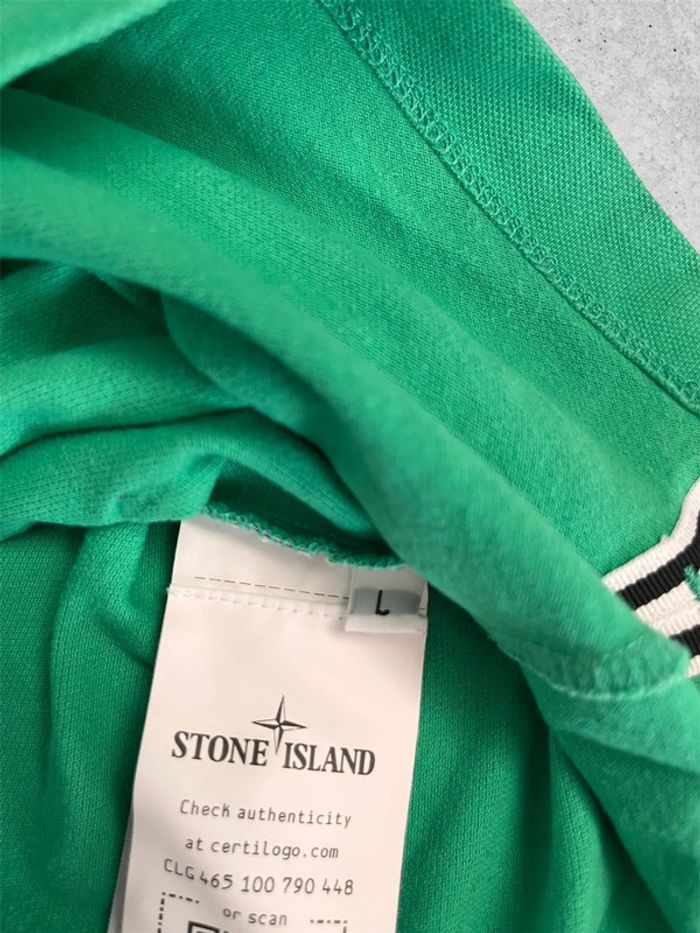 L
STONE ISLAND
Check authenticity
at certilogo.com
CLG 465 100 790 448
or scan